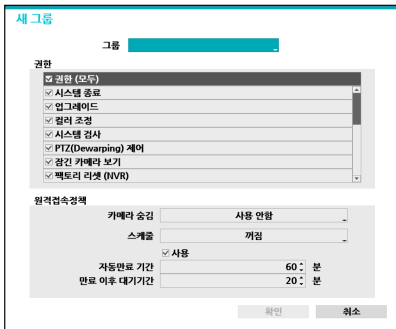 새 그룹
그룹
권한
권한 (모두)
시스템 종료
업그레이드
컬러 조정
시스템 검사
PTZ(Dewarping) 제어
잠긴 카메라 보기
팩토리 리셋 (NVR)
원격접속정책
카메라 숨김 사용 안함
스케줄 꺼짐
사용
자동만료 기간 60 분
만료 이후 대기기간 20 분
확인 취소